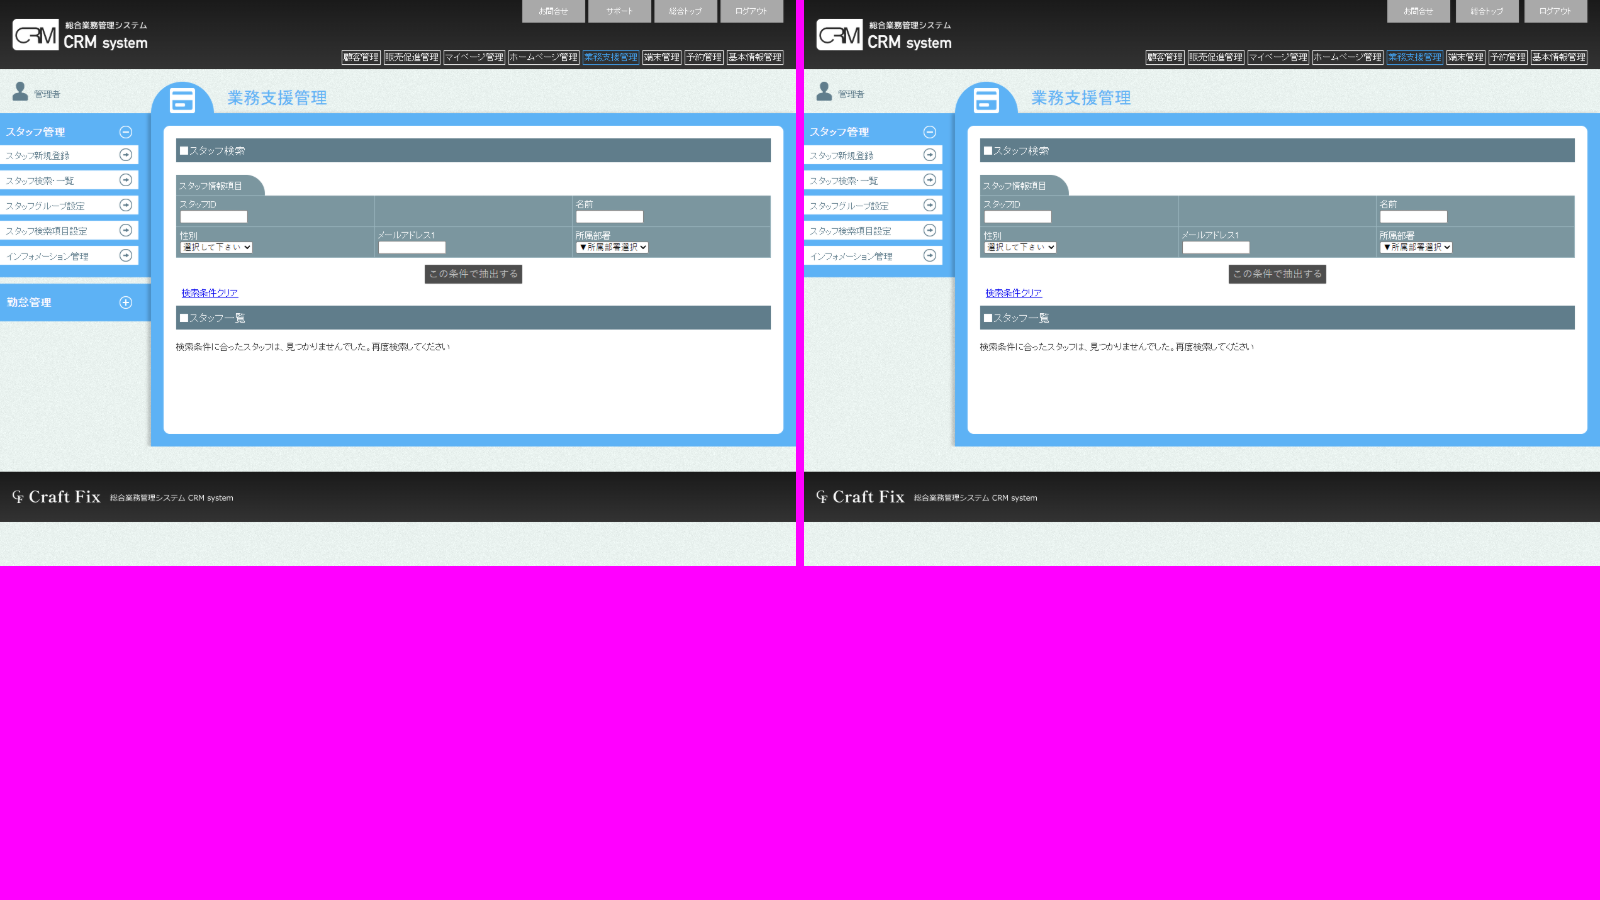 お問合せ サポート 総合トップ ログアウト
CRM 総合業務管理システム
CRM system
顧客管理 販売促進管理 マイページ管理 ホームページ管理 業務支援管理 端末管理 予約管理 基本情報管理
管理者
業務支援管理
スタッフ管理
スタッフ新規登録
スタッフ検索・一覧
スタッフグループ設定
スタッフ検索項目設定
インフォメーション管理
勤怠管理
■スタッフ検索
スタッフ情報項目
スタッフID 名前
性別 メールアドレス1 所属部署
選択して下さい ▼所属部署選択
この条件で抽出する
検索条件クリア
■スタッフ一覧
検索条件に合ったスタッフは、見つかりませんでした。再度検索してください
CF Craft Fix 総合業務管理システム CRM system
お問合せ 総合トップ ログアウト
CRM 総合業務管理システム
CRM system
顧客管理 販売促進管理 マイページ管理 ホームページ管理 業務支援管理 端末管理 予約管理 基本情報管理
管理者
業務支援管理
スタッフ管理
スタッフ新規登録
スタッフ検索・一覧
スタッフグループ設定
スタッフ検索項目設定
インフォメーション管理
■スタッフ検索
スタッフ情報項目
スタッフID 名前
性別 メールアドレス1 所属部署
選択して下さい ▼所属部署選択
この条件で抽出する
検索条件クリア
■スタッフ一覧
検索条件に合ったスタッフは、見つかりませんでした。再度検索してください
CF Craft Fix 総合業務管理システム CRM system